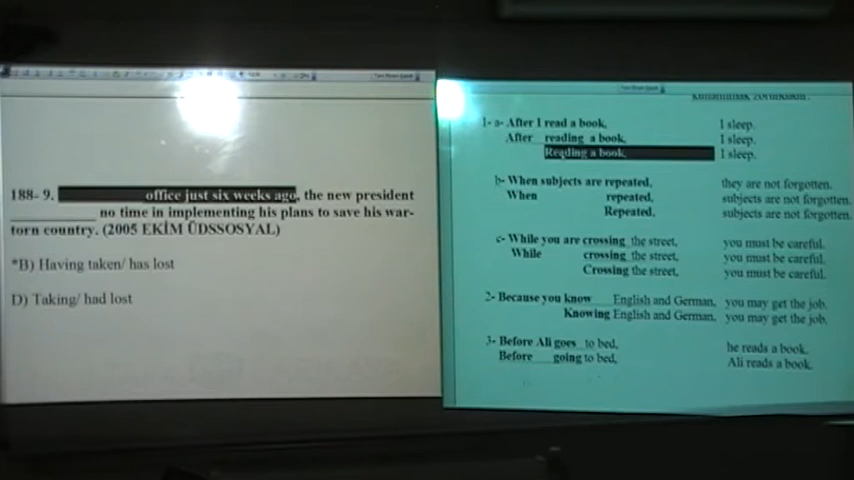 188- 9. office just six weeks ago, the new president
__________ no time in implementing his plans to save his war-
torn country. (2005 EKİM ÜDSSOSYAL)
*B) Having taken/ has lost
D) Taking/ had lost
1- a- After I read a book, I sleep.
After reading a book, I sleep.
Reading a book, I sleep.
b- When subjects are repeated, they are not forgotten.
When repeated, subjects are not forgotten.
Repeated, subjects are not forgotten.
c- While you are crossing the street, you must be careful.
While crossing the street, you must be careful.
Crossing the street, you must be careful.
2- Because you know English and German, you may get the job.
Knowing English and German, you may get the job.
3- Before Ali goes to bed, he reads a book.
Before going to bed, Ali reads a book.